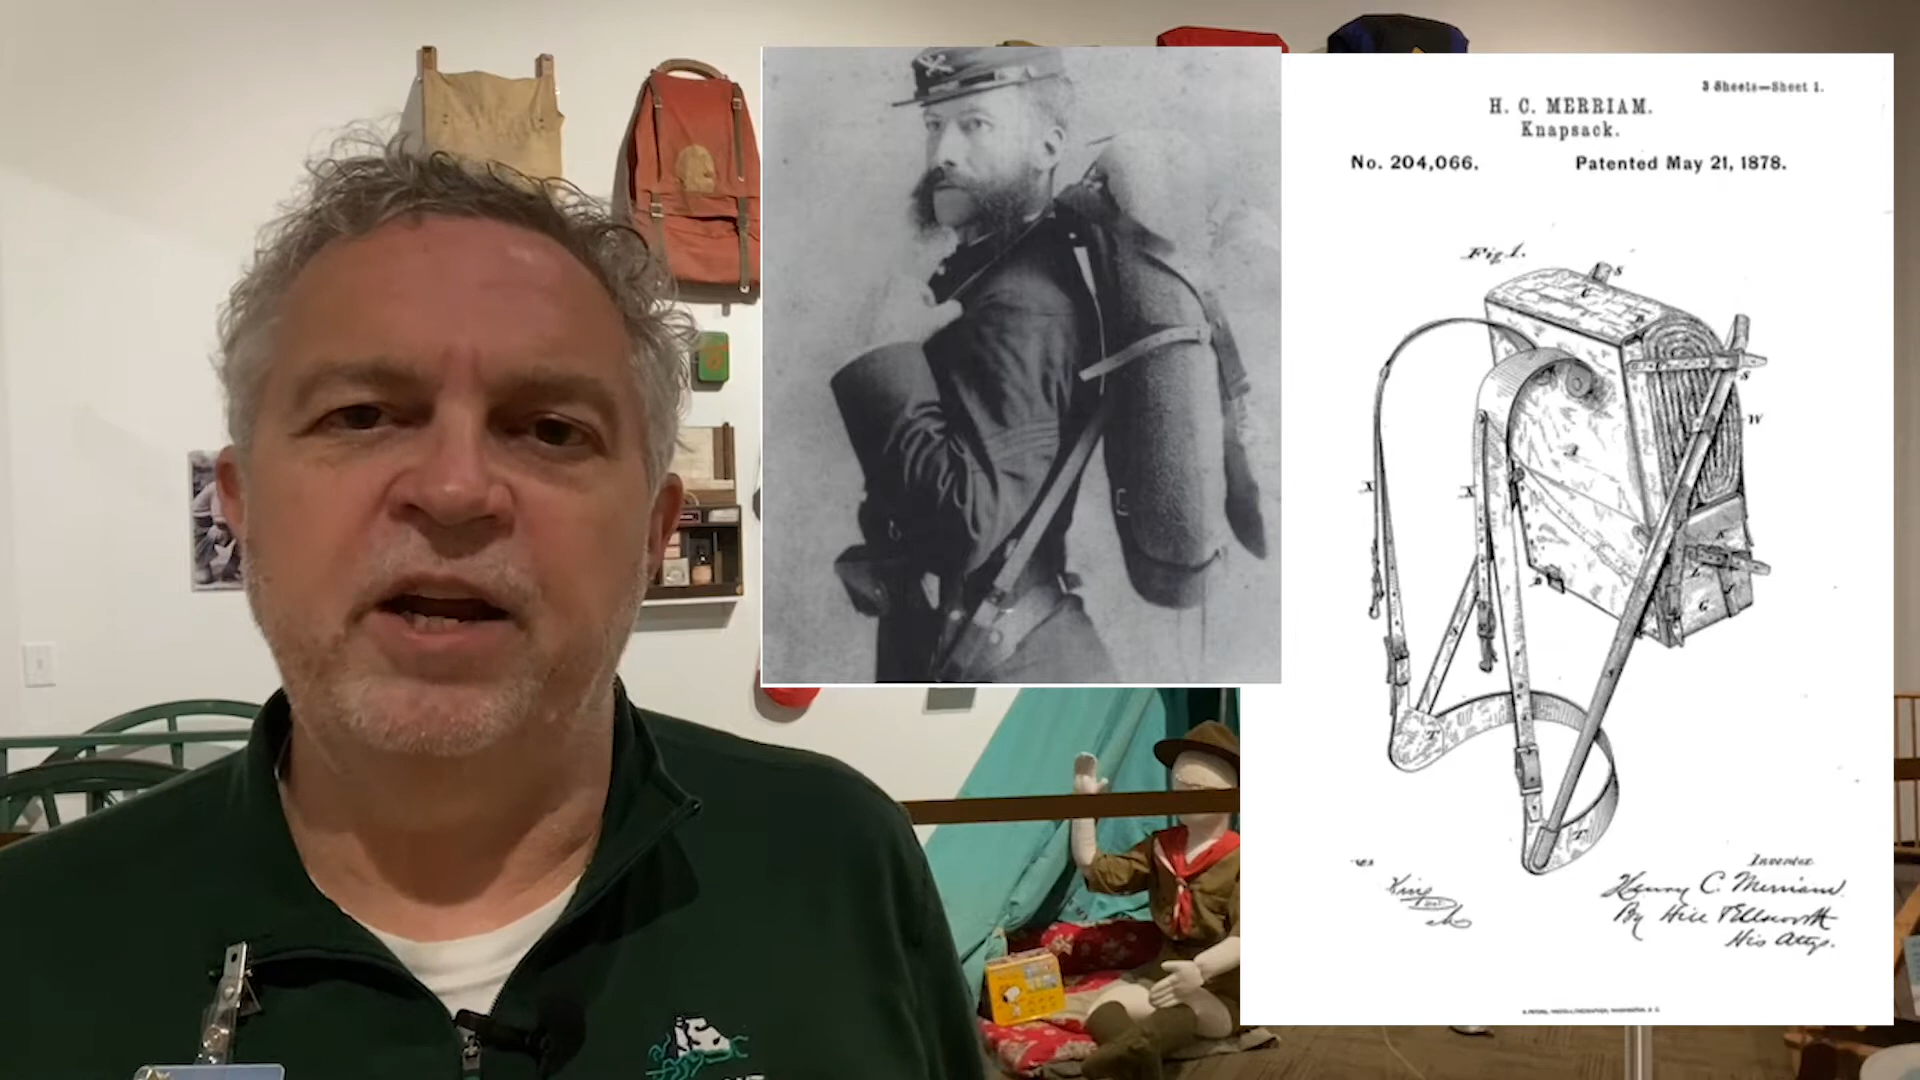 3 Sheets—Sheet 1.
H. C. MERRIAM.
Knapsack.
No. 204,066.
Patented May 21, 1878.
Fig 1.
Inventor
Henry C. Merriam
By Hill & Ellsworth
His Attys.